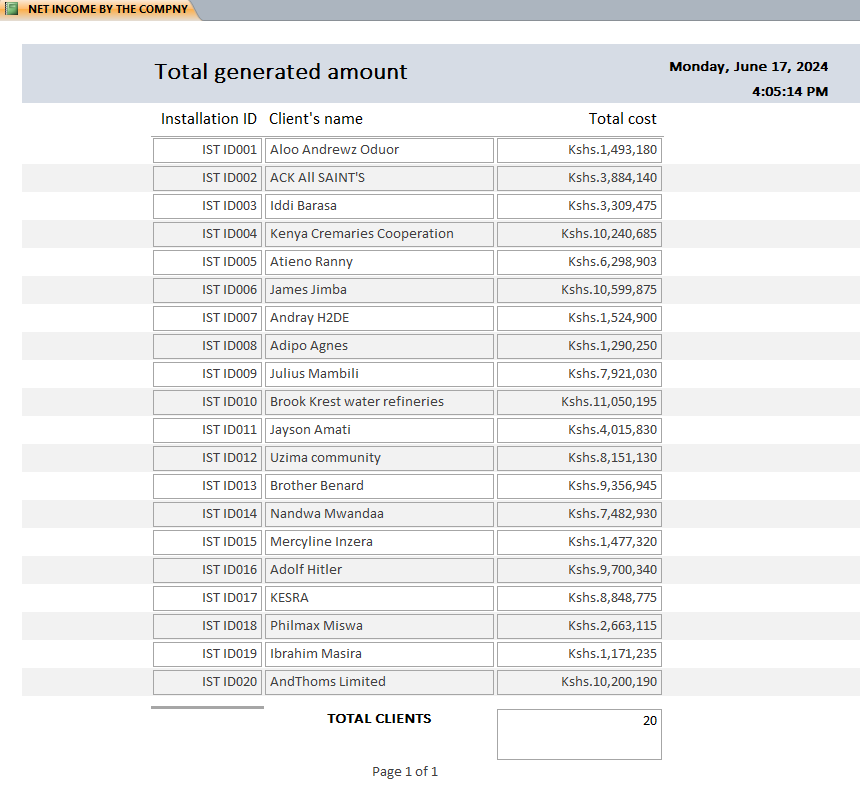 NET INCOME BY THE COMPNY
Total generated amount
Monday, June 17, 2024
4:05:14 PM
Installation ID Client's name Total cost
IST ID001 Aloo Andrewz Oduor Kshs.1,493,180
IST ID002 ACK All SAINT'S Kshs.3,884,140
IST ID003 Iddi Barasa Kshs.3,309,475
IST ID004 Kenya Cremaries Cooperation Kshs.10,240,685
IST ID005 Atieno Ranny Kshs.6,298,903
IST ID006 James Jimba Kshs.10,599,875
IST ID007 Andray H2DE Kshs.1,524,900
IST ID008 Adipo Agnes Kshs.1,290,250
IST ID009 Julius Mambili Kshs.7,921,030
IST ID010 Brook Krest water refineries Kshs.11,050,195
IST ID011 Jayson Amati Kshs.4,015,830
IST ID012 Uzima community Kshs.8,151,130
IST ID013 Brother Benard Kshs.9,356,945
IST ID014 Nandwa Mwandaa Kshs.7,482,930
IST ID015 Mercyline Inzera Kshs.1,477,320
IST ID016 Adolf Hitler Kshs.9,700,340
IST ID017 KESRA Kshs.8,848,775
IST ID018 Philmax Miswa Kshs.2,663,115
IST ID019 Ibrahim Masira Kshs.1,171,235
IST ID020 AndThoms Limited Kshs.10,200,190
TOTAL CLIENTS 20
Page 1 of 1